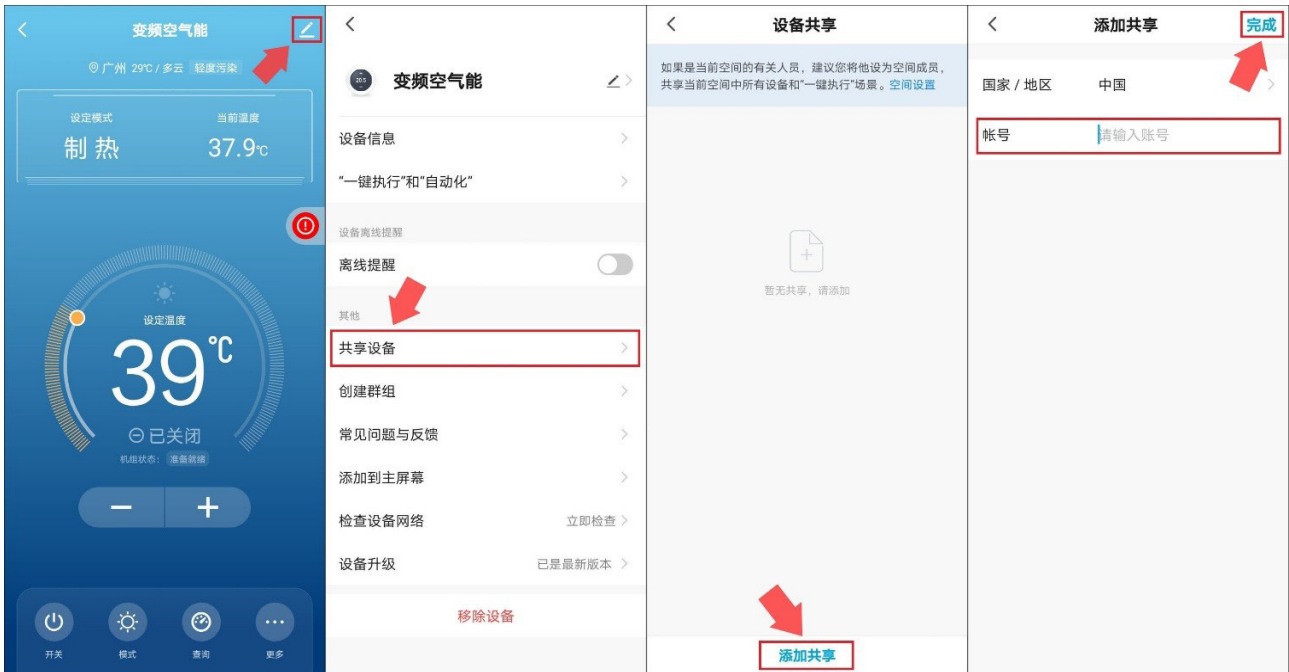 变频空气能
广州 29℃ / 多云 轻度污染
设定模式
当前温度
制热
37.9℃
设定温度
39℃
已关闭
机组状态: 准备就绪
开关
模式
查询
更多
20.5
变频空气能
设备信息
“一键执行”和“自动化”
设备离线提醒
离线提醒
其他
共享设备
创建群组
常见问题与反馈
添加到主屏幕
检查设备网络 立即检查
设备升级 已是最新版本
移除设备
设备共享
如果是当前空间的有关人员，建议您将他设为空间成员，
共享当前空间中所有设备和“一键执行”场景。空间设置
暂无共享，请添加
添加共享
添加共享
完成
国家 / 地区 中国
帐号 请输入账号